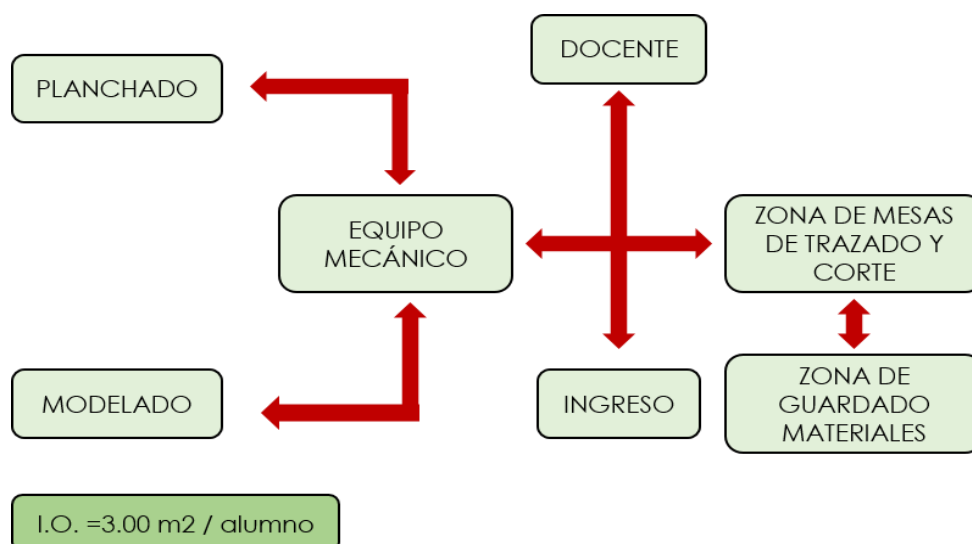 DOCENTE
PLANCHADO
EQUIPO
MECÁNICO
ZONA DE MESAS
DE TRAZADO Y
CORTE
MODELADO
INGRESO
ZONA DE
GUARDADO
MATERIALES
I.O. =3.00 m2 / alumno